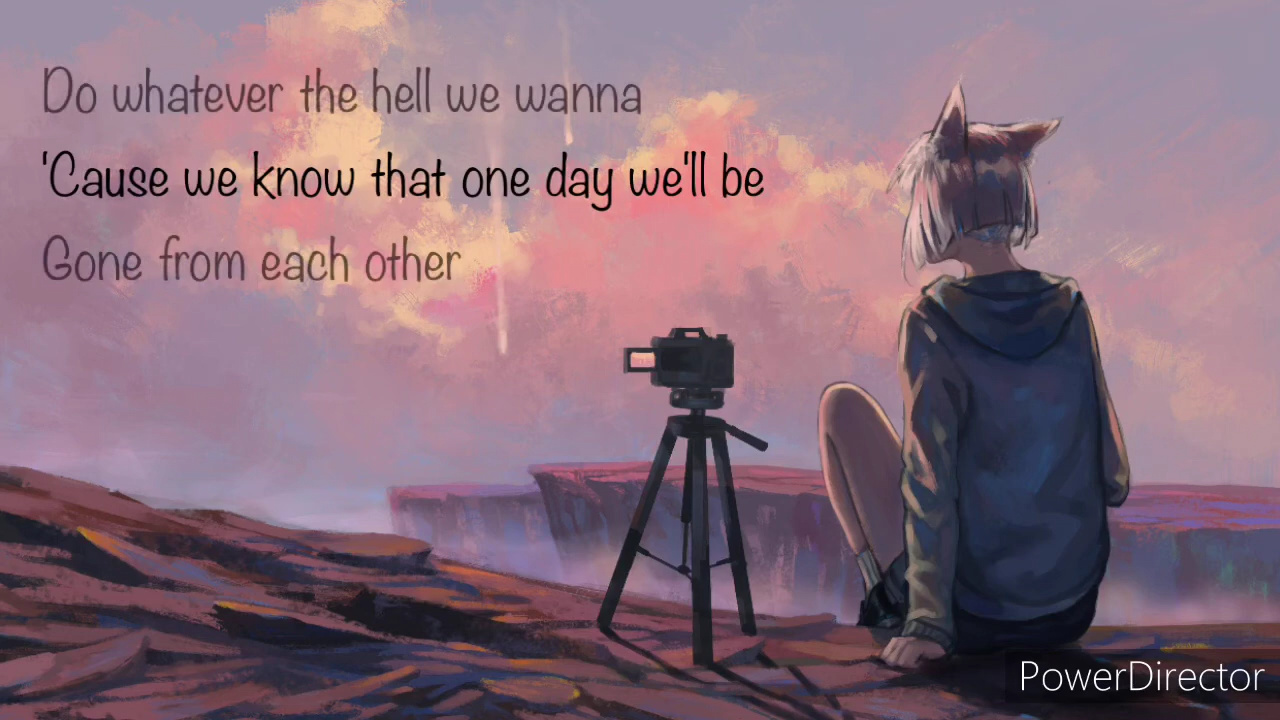 Do whatever the hell we wanna
'Cause we know that one day we'll be
Gone from each other
PowerDirector